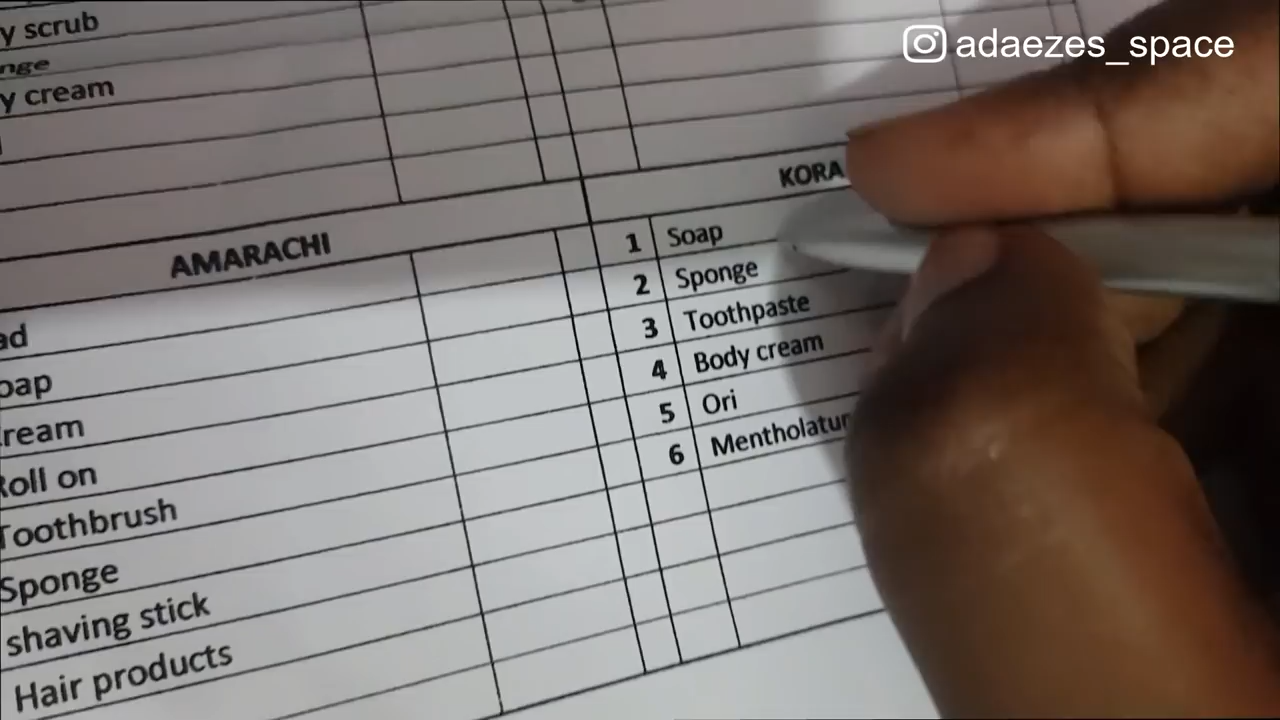 adaezes_space
y scrub
nge
y cream
AMARACHI
ad
oap
ream
Roll on
Toothbrush
Sponge
shaving stick
Hair products
KORA
1 Soap
2 Sponge
3 Toothpaste
4 Body cream
5 Ori
6 Mentholatum